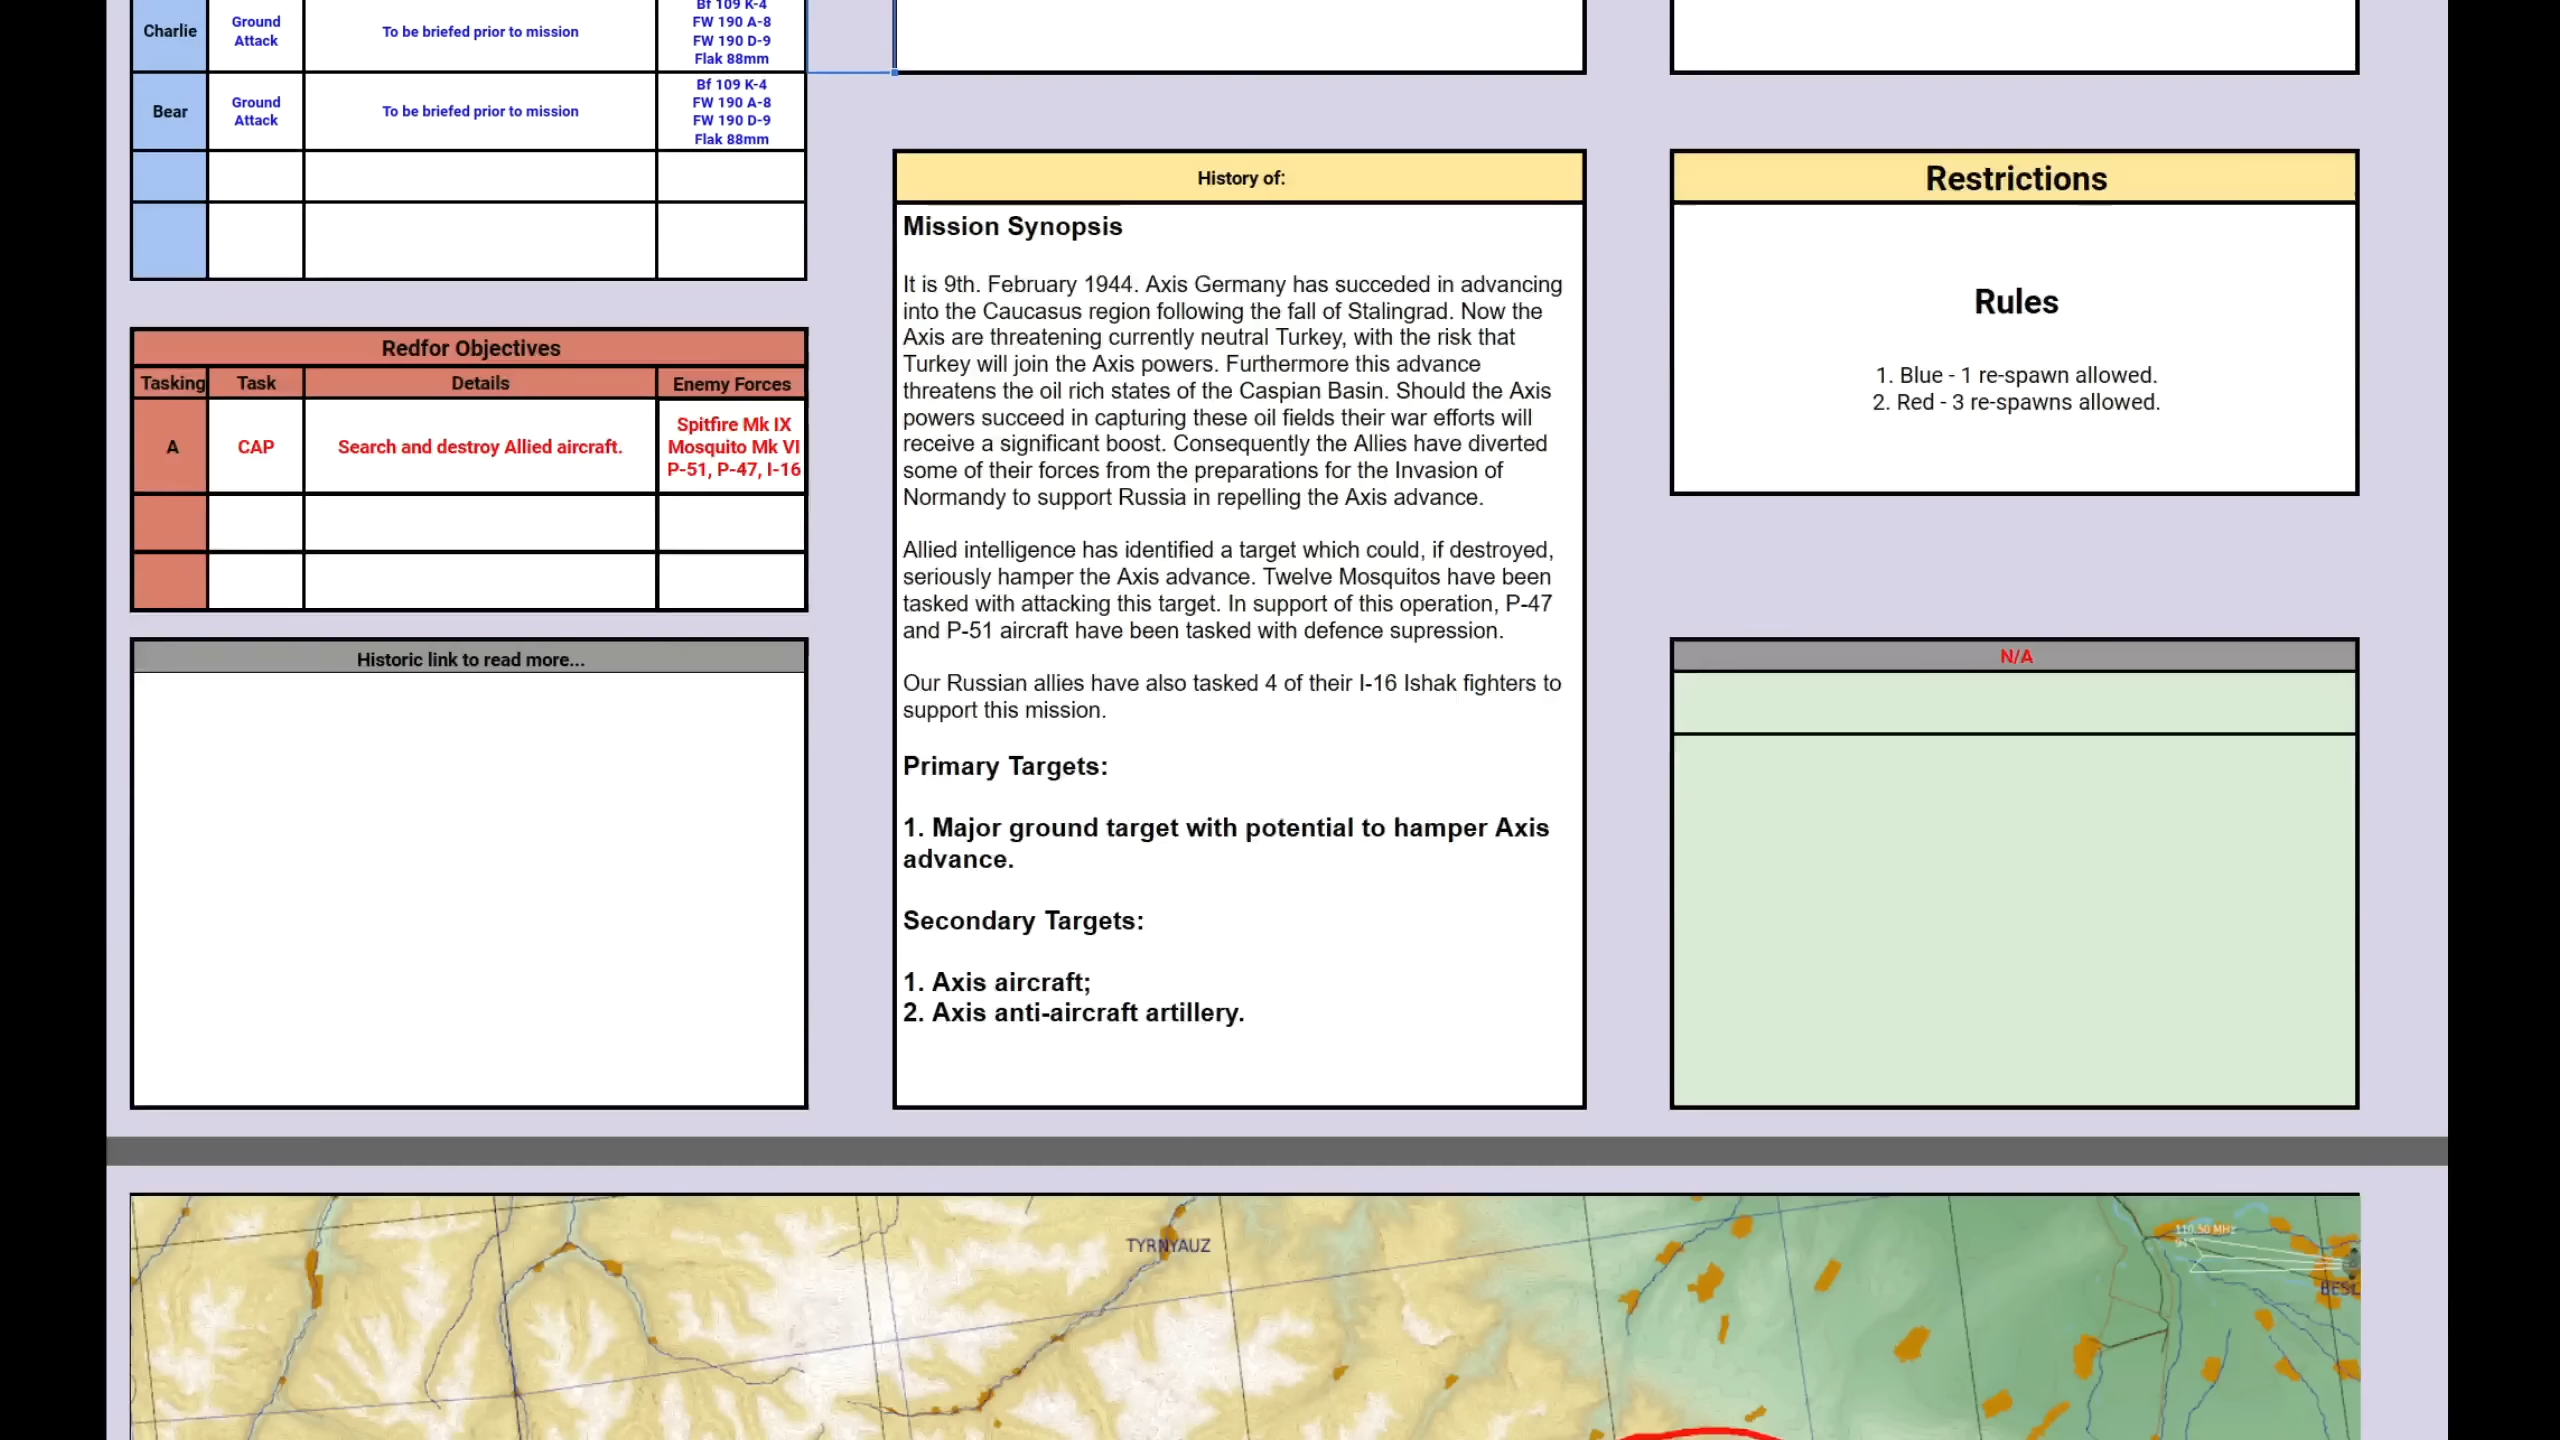 Bf 109 K-4
FW 190 A-8
FW 190 D-9
Flak 88mm
Charlie
Ground
Attack
To be briefed prior to mission
Bear
Ground
Attack
To be briefed prior to mission
Bf 109 K-4
FW 190 A-8
FW 190 D-9
Flak 88mm
Redfor Objectives
Tasking Task Details Enemy Forces
A
CAP
Search and destroy Allied aircraft.
Spitfire Mk IX
Mosquito Mk VI
P-51, P-47, I-16
Historic link to read more...
History of:
Mission Synopsis
It is 9th. February 1944. Axis Germany has succeded in advancing
into the Caucasus region following the fall of Stalingrad. Now the
Axis are threatening currently neutral Turkey, with the risk that
Turkey will join the Axis powers. Furthermore this advance
threatens the oil rich states of the Caspian Basin. Should the Axis
powers succeed in capturing these oil fields their war efforts will
receive a significant boost. Consequently the Allies have diverted
some of their forces from the preparations for the Invasion of
Normandy to support Russia in repelling the Axis advance.
Allied intelligence has identified a target which could, if destroyed,
seriously hamper the Axis advance. Twelve Mosquitos have been
tasked with attacking this target. In support of this operation, P-47
and P-51 aircraft have been tasked with defence supression.
Our Russian allies have also tasked 4 of their I-16 Ishak fighters to
support this mission.
Primary Targets:
1. Major ground target with potential to hamper Axis
advance.
Secondary Targets:
1. Axis aircraft;
2. Axis anti-aircraft artillery.
Restrictions
Rules
1. Blue - 1 re-spawn allowed.
2. Red - 3 re-spawns allowed.
N/A
TYRNYAUZ
110.50 MHz
BESL